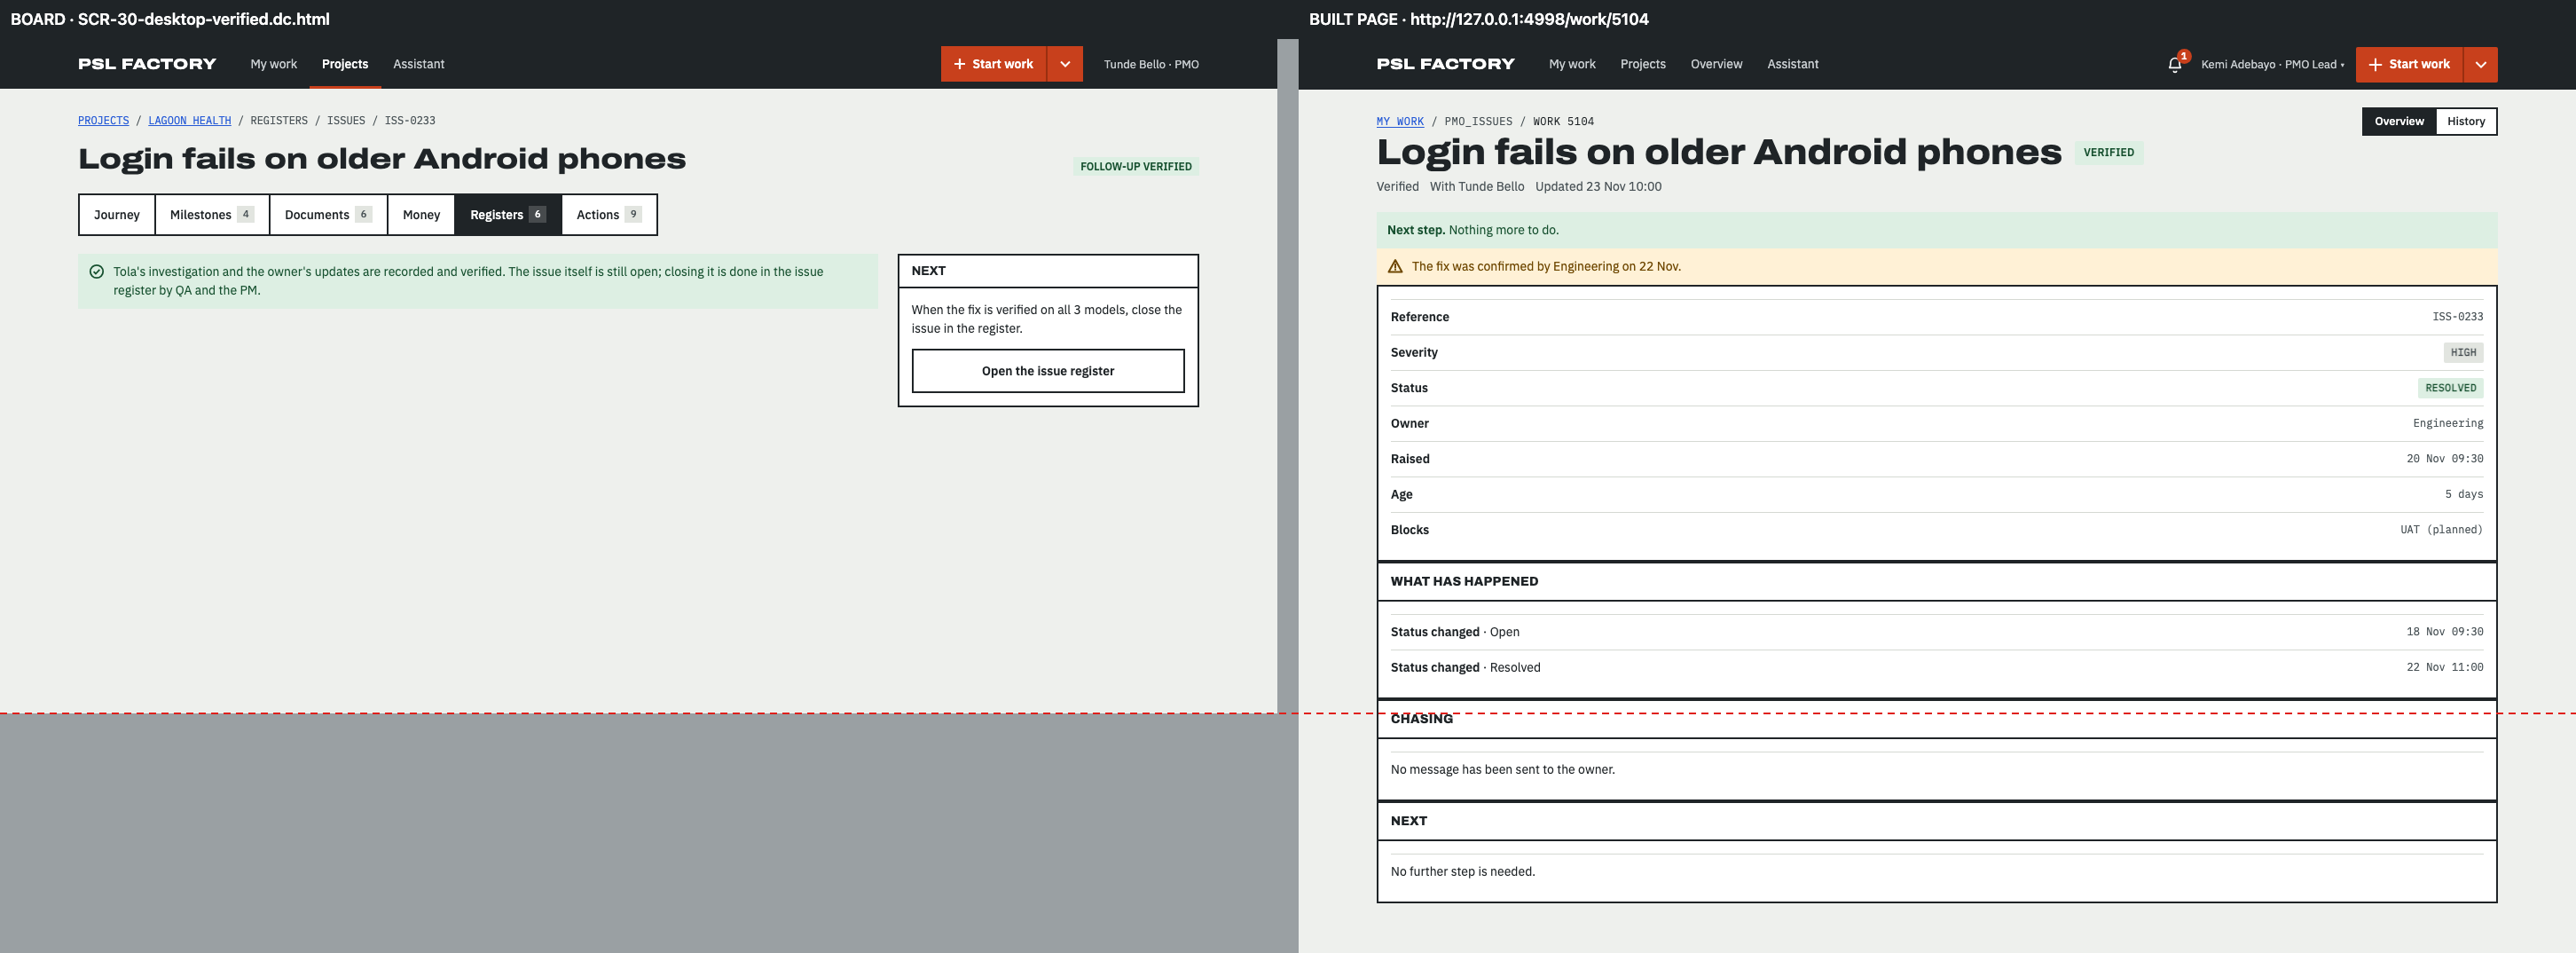 BOARD · SCR-30-desktop-verified.dc.html
PSL FACTORY My work Projects Assistant + Start work Tunde Bello · PMO
PROJECTS / LAGOON HEALTH / REGISTERS / ISSUES / ISS-0233
Login fails on older Android phones
FOLLOW-UP VERIFIED
Journey Milestones 4 Documents 6 Money Registers 6 Actions 9
Tola's investigation and the owner's updates are recorded and verified. The issue itself is still open; closing it is done in the issue
register by QA and the PM.
NEXT
When the fix is verified on all 3 models, close the
issue in the register.
Open the issue register
BUILT PAGE · http://127.0.0.1:4998/work/5104
PSL FACTORY My work Projects Overview Assistant 1 Kemi Adebayo · PMO Lead + Start work
MY WORK / PMO_ISSUES / WORK 5104
Overview History
Login fails on older Android phones VERIFIED
Verified With Tunde Bello Updated 23 Nov 10:00
Next step. Nothing more to do.
The fix was confirmed by Engineering on 22 Nov.
Reference ISS-0233
Severity HIGH
Status RESOLVED
Owner Engineering
Raised 20 Nov 09:30
Age 5 days
Blocks UAT (planned)
WHAT HAS HAPPENED
Status changed · Open 18 Nov 09:30
Status changed · Resolved 22 Nov 11:00
CHASING
No message has been sent to the owner.
NEXT
No further step is needed.